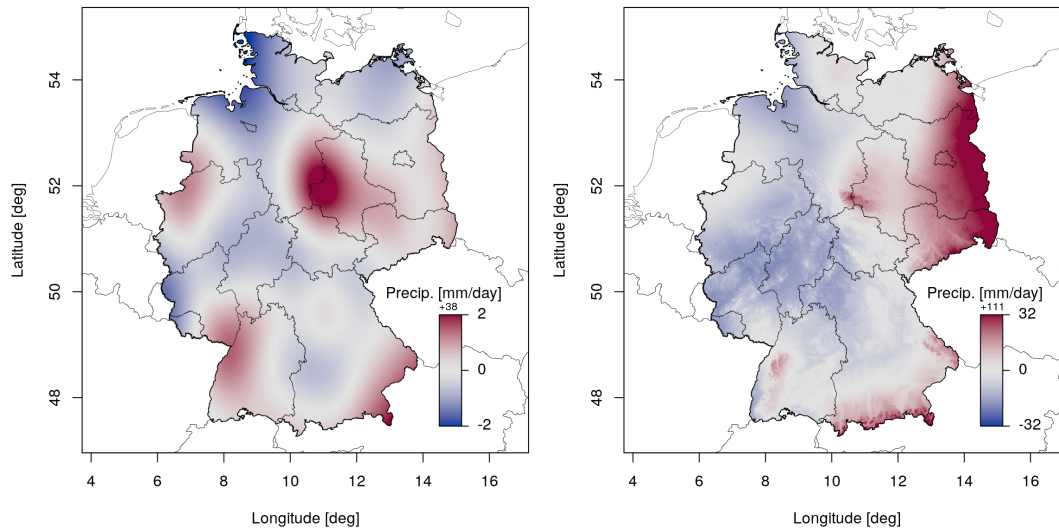 54
52
50
48
Latitude [deg]
Precip. [mm/day]
+38
2
0
-2
4 6 8 10 12 14 16
Longitude [deg]
54
52
50
48
Latitude [deg]
Precip. [mm/day]
+111
32
0
-32
4 6 8 10 12 14 16
Longitude [deg]